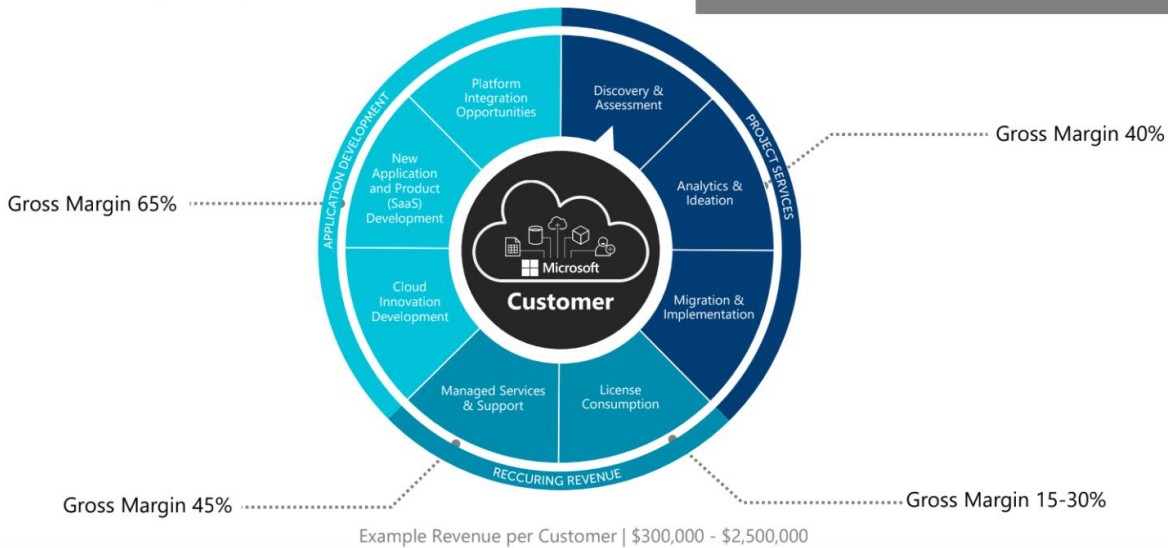 Platform
Integration
Opportunities
Discovery &
Assessment
APPLICATION DEVELOPMENT
PROJECT SERVICES
Gross Margin 40%
New
Application
and Product
(SaaS)
Development
Analytics &
Ideation
Gross Margin 65%
Microsoft
Customer
Cloud
Innovation
Development
Migration &
Implementation
Managed Services
& Support
License
Consumption
RECCURING REVENUE
Gross Margin 45%
Gross Margin 15-30%
Example Revenue per Customer | $300,000 - $2,500,000